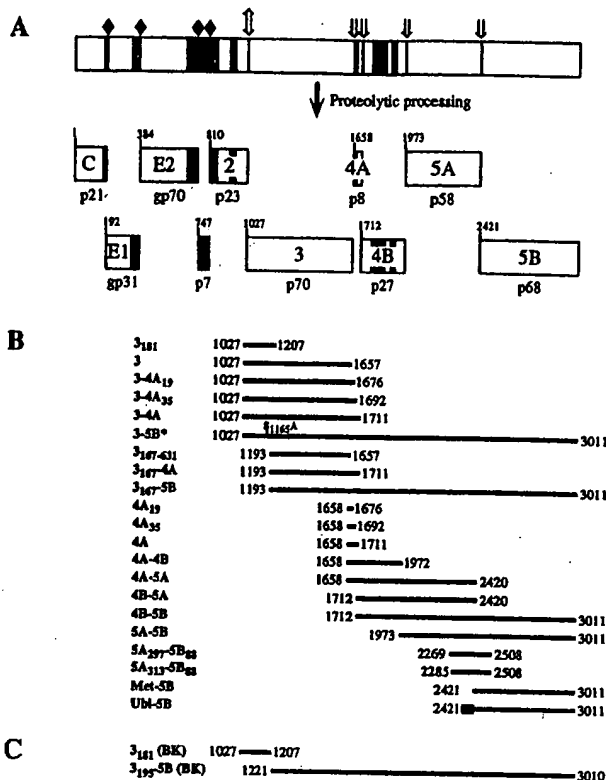 A
Proteolytic processing
384 810 1658 1973
C E2 2 4A 5A
p21 gp70 p23 p8 p58
192 747 1027 1712 2421
E1 3 4B 5B
gp31 p7 p70 p27 p68
B
3181 1027 1207
3 1027 1657
3-4A19 1027 1676
3-4A35 1027 1692
3-4A 1027 1711
S1165A
3-5B* 1027 3011
3167-631 1193 1657
3167-4A 1193 1711
3167-5B 1193 3011
4A19 1658 1676
4A35 1658 1692
4A 1658 1711
4A-4B 1658 1972
4A-5A 1658 2420
4B-5A 1712 2420
4B-5B 1712 3011
5A-5B 1973 3011
5A297-5B88 2269 2508
5A313-5B88 2285 2508
Met-5B 2421 3011
Ubi-5B 2421 3011
C
3181 (BK) 1027 1207
3195-5B (BK) 1221 3010